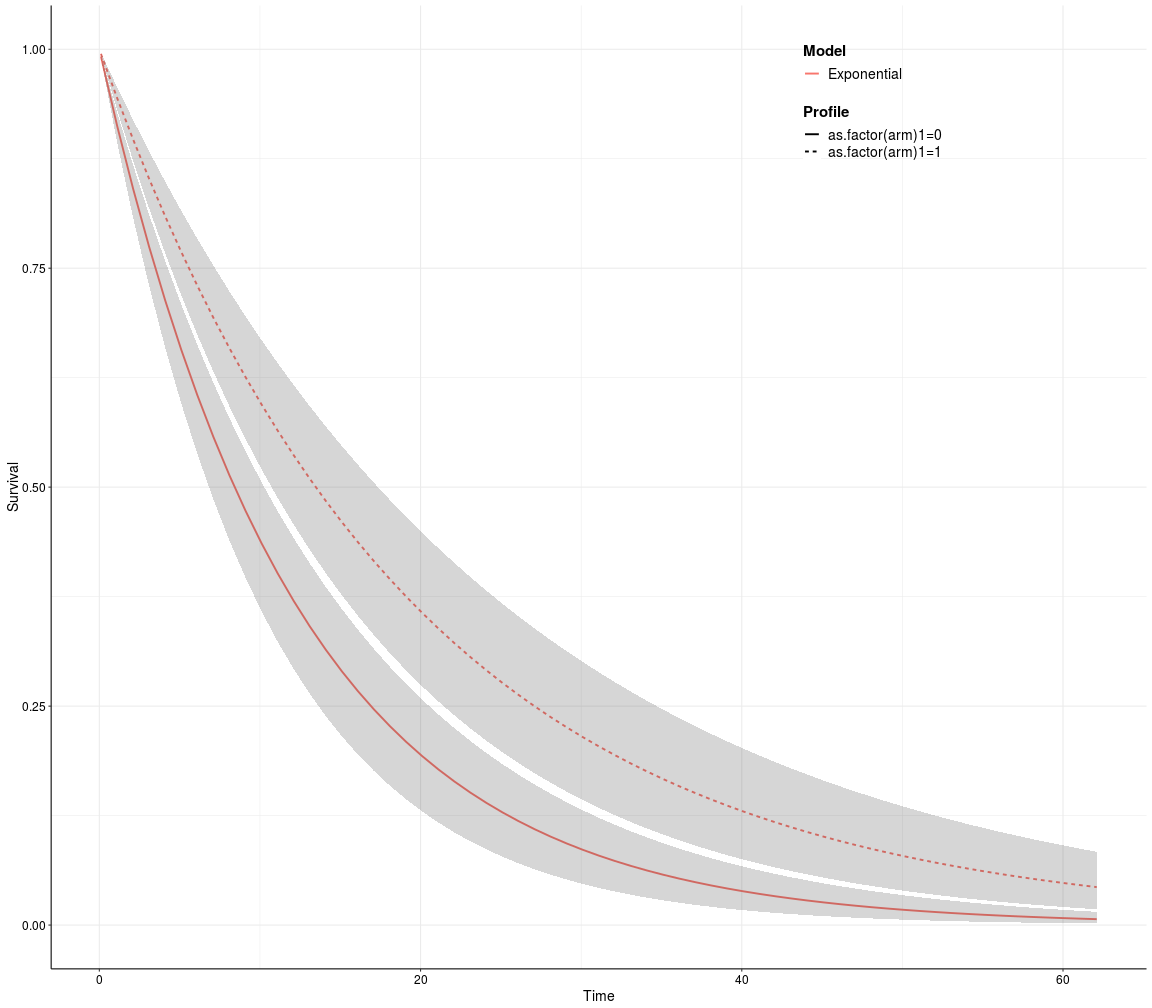 Model
Exponential
Profile
as.factor(arm)1=0
as.factor(arm)1=1
Survival
1.00
0.75
0.50
0.25
0.00
0
20
40
60
Time